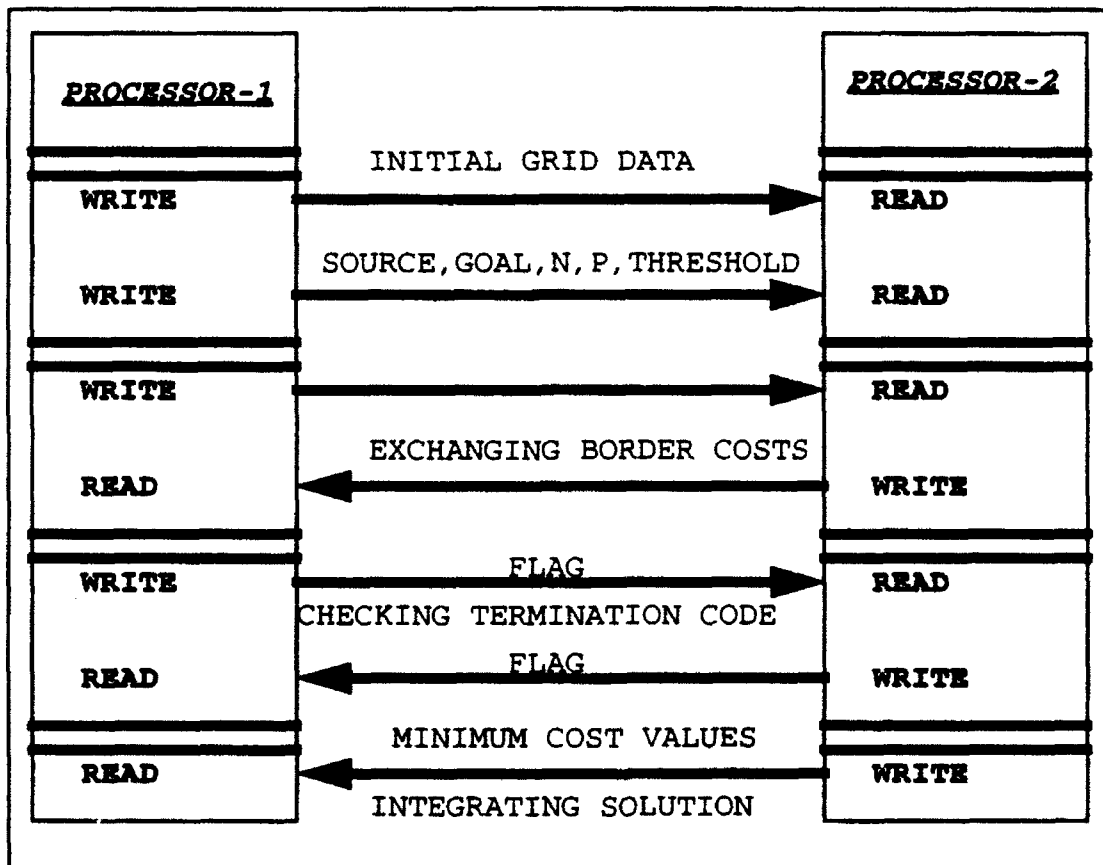 PROCESSOR-1 PROCESSOR-2
INITIAL GRID DATA
WRITE READ
SOURCE,GOAL,N,P,THRESHOLD
WRITE READ
WRITE READ
EXCHANGING BORDER COSTS
READ WRITE
FLAG
WRITE READ
CHECKING TERMINATION CODE
FLAG
READ WRITE
MINIMUM COST VALUES
READ WRITE
INTEGRATING SOLUTION